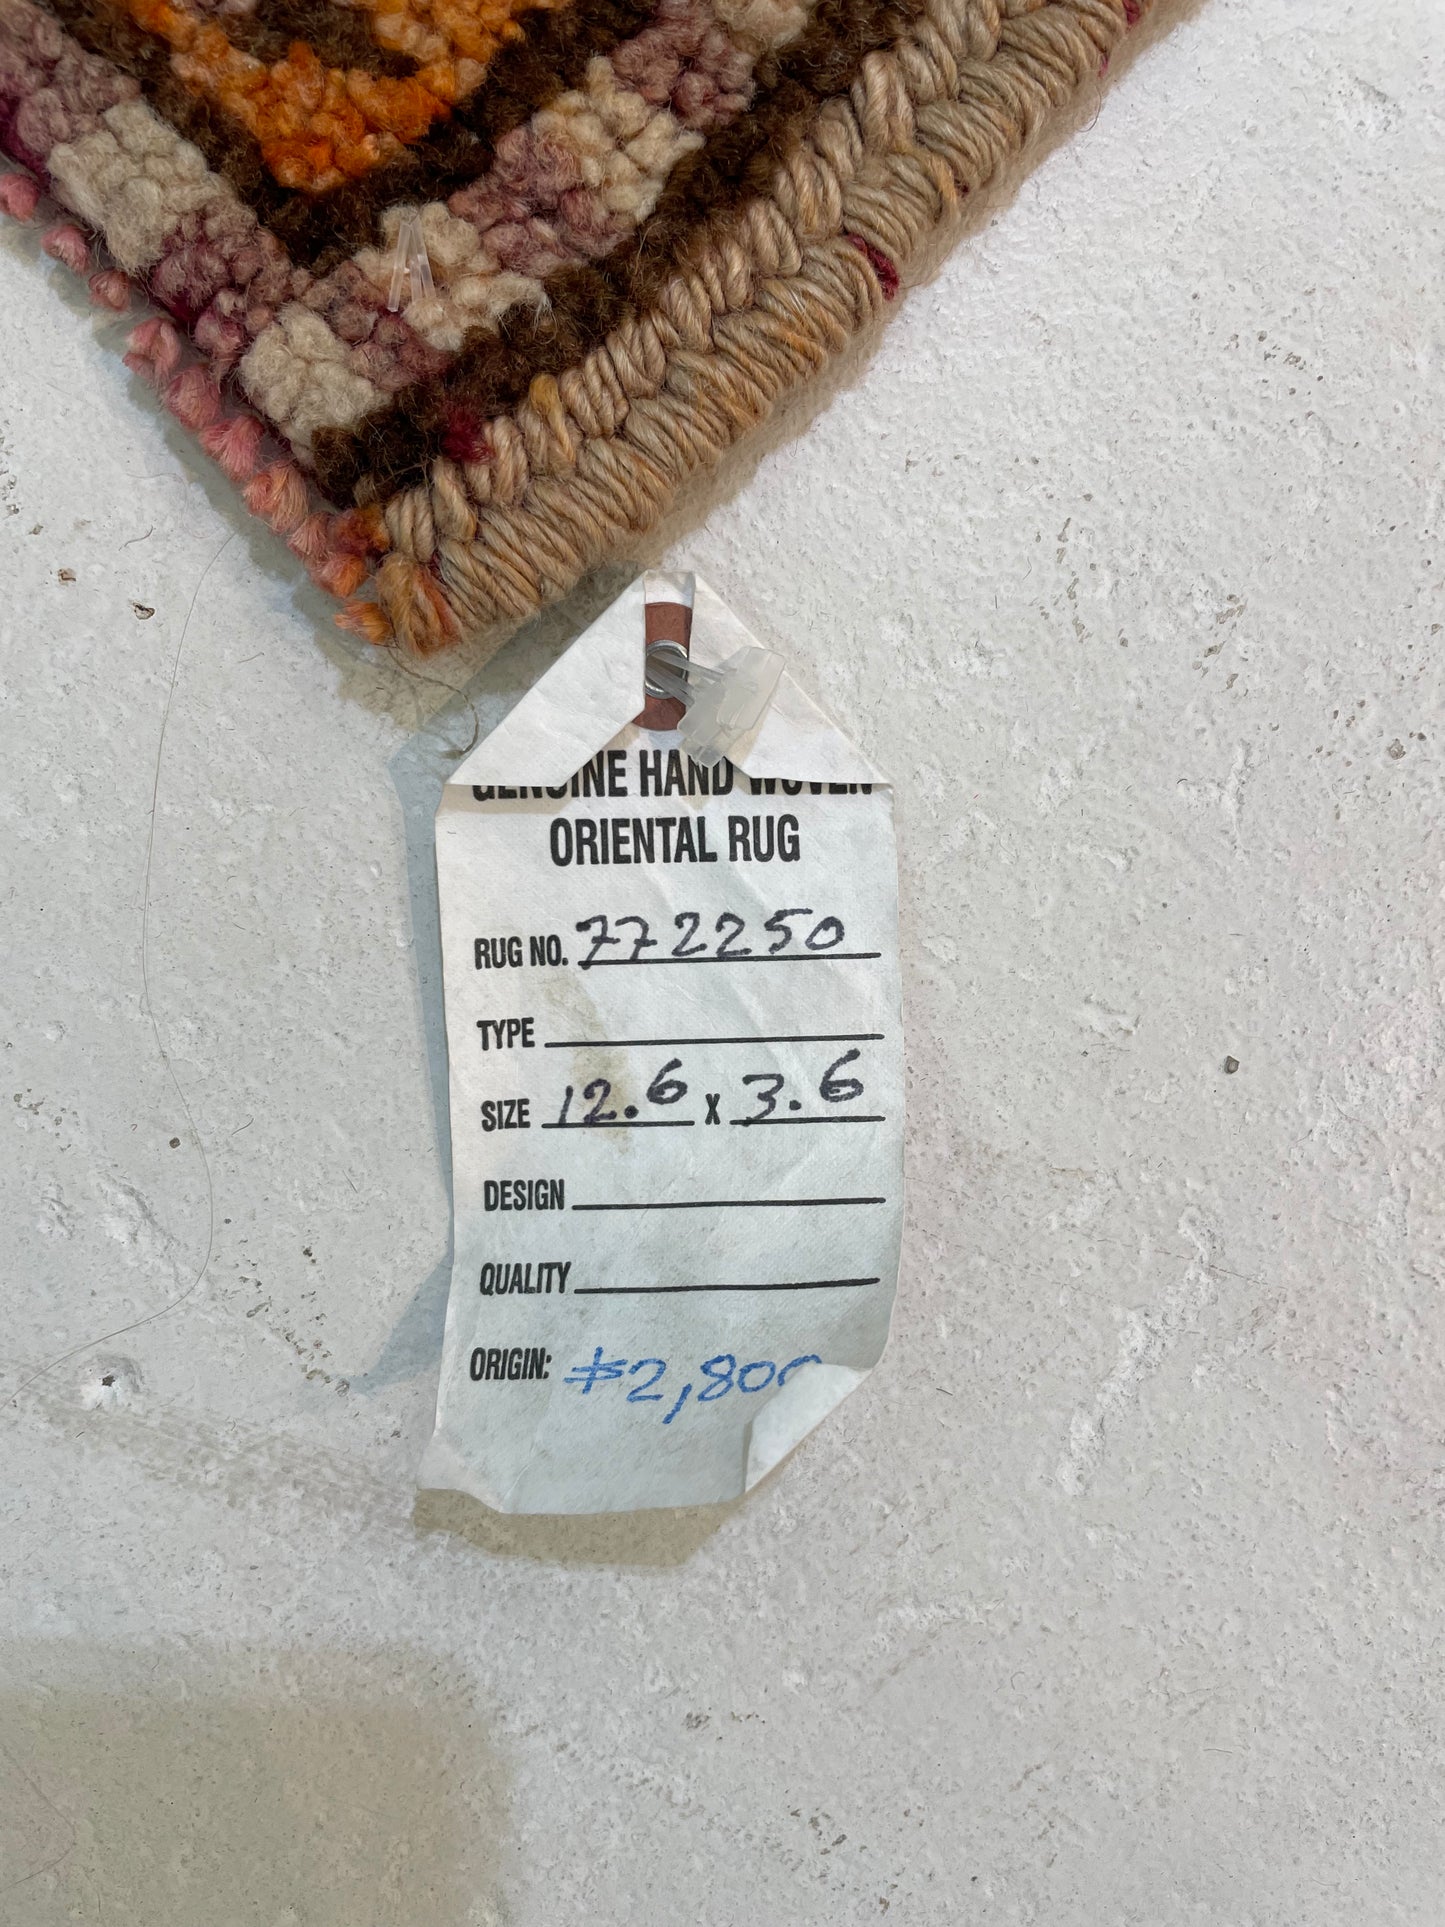 GENUINE HAND WOVEN
ORIENTAL RUG
RUG NO. 772250
TYPE
SIZE 12.6 x 3.6
DESIGN
QUALITY
ORIGIN: $2,800